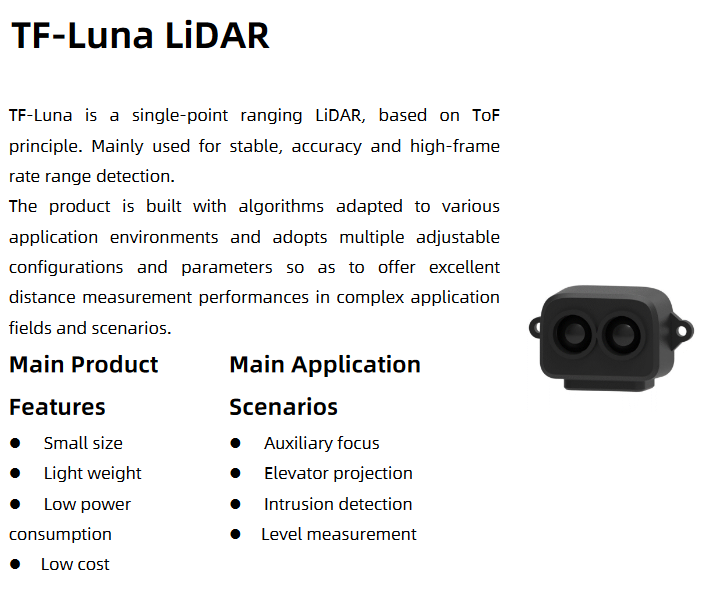 TF-Luna LiDAR
TF-Luna is a single-point ranging LiDAR, based on ToF
principle. Mainly used for stable, accuracy and high-frame
rate range detection.
The product is built with algorithms adapted to various
application environments and adopts multiple adjustable
configurations and parameters so as to offer excellent
distance measurement performances in complex application
fields and scenarios.
Main Product
Features
● Small size
● Light weight
● Low power
consumption
● Low cost
Main Application
Scenarios
● Auxiliary focus
● Elevator projection
● Intrusion detection
● Level measurement